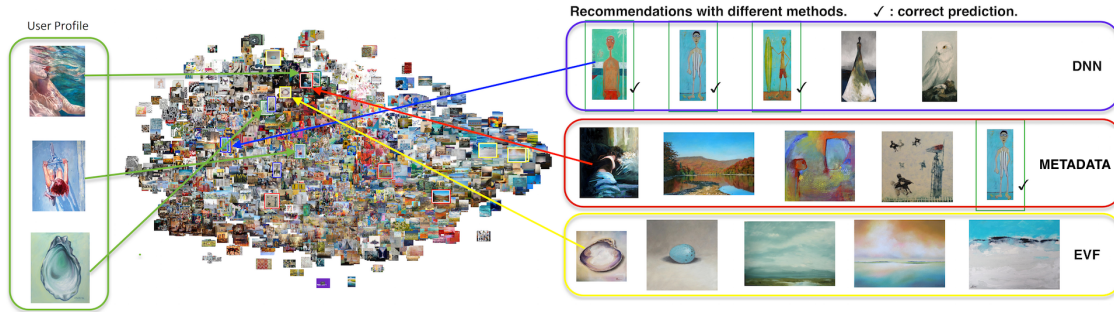 User Profile
Recommendations with different methods. ✓ : correct prediction.
DNN
METADATA
EVF